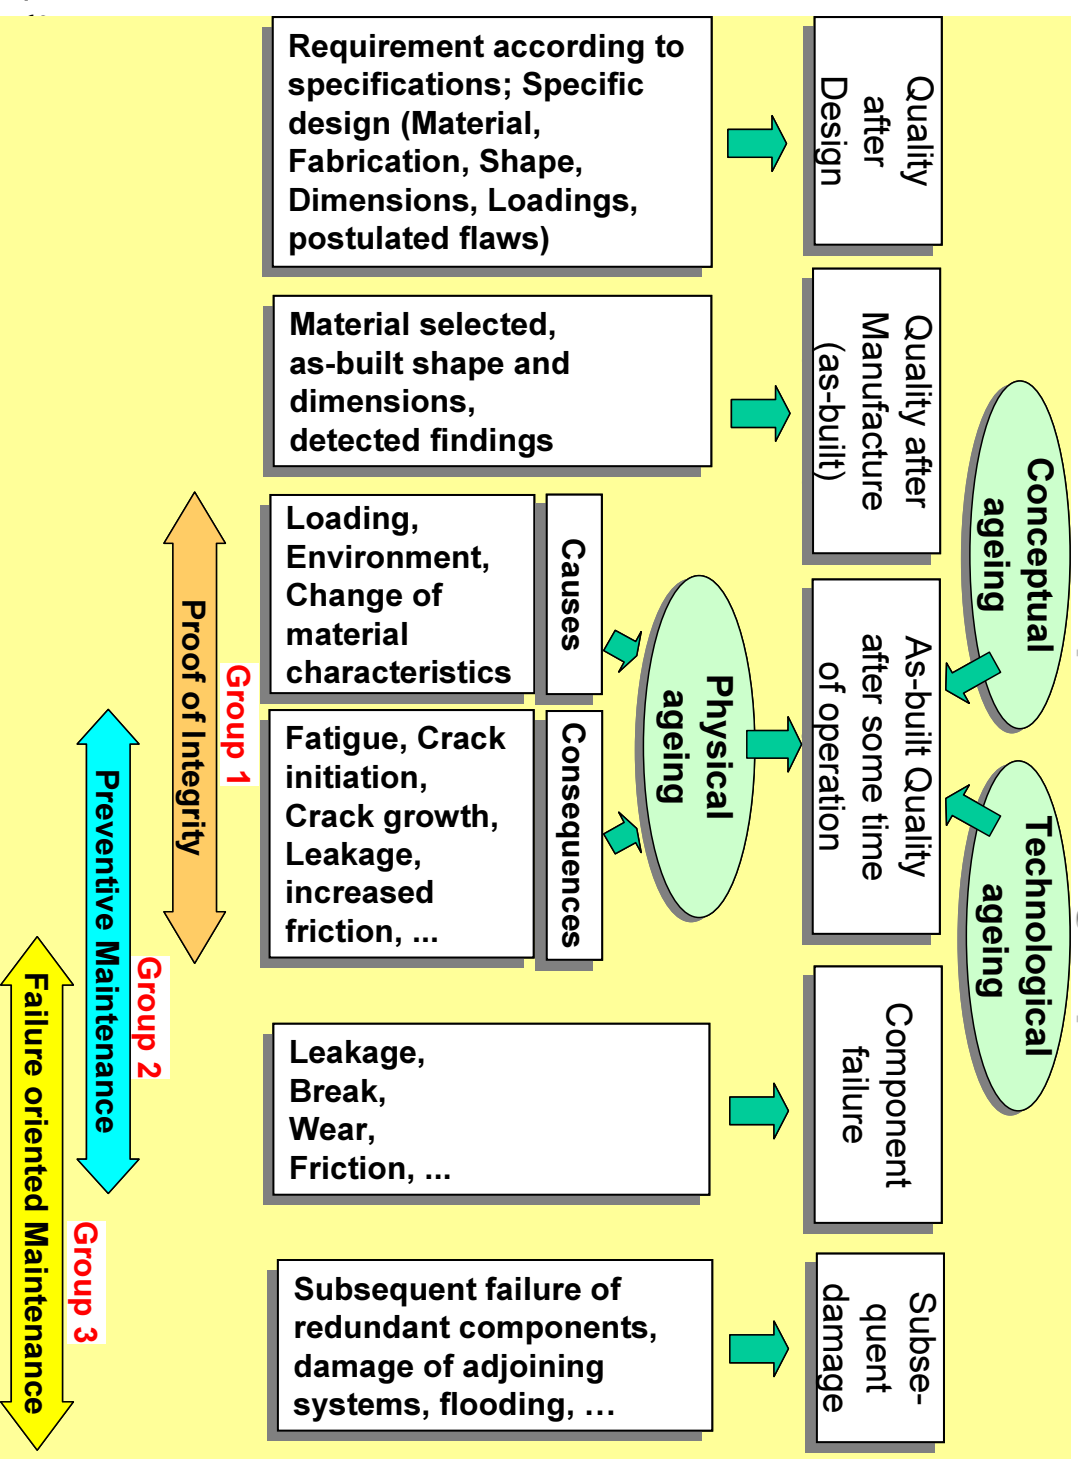 Requirement according to
specifications; Specific
design (Material,
Fabrication, Shape,
Dimensions, Loadings,
postulated flaws)
Quality
after
Design
Material selected,
as-built shape and
dimensions,
detected findings
Quality after
Manufacture
(as-built)
Conceptual
ageing
Loading,
Environment,
Change of
material
characteristics
Causes
Fatigue, Crack
initiation,
Crack growth,
Leakage,
increased
friction, ...
Consequences
Physical
ageing
As-built Quality
after some time
of operation
Technological
ageing
Proof of Integrity
Group 1
Preventive Maintenance
Group 2
Failure oriented Maintenance
Group 3
Leakage,
Break,
Wear,
Friction, ...
Component
failure
Subsequent failure of
redundant components,
damage of adjoining
systems, flooding, ...
Subse-
quent
damage